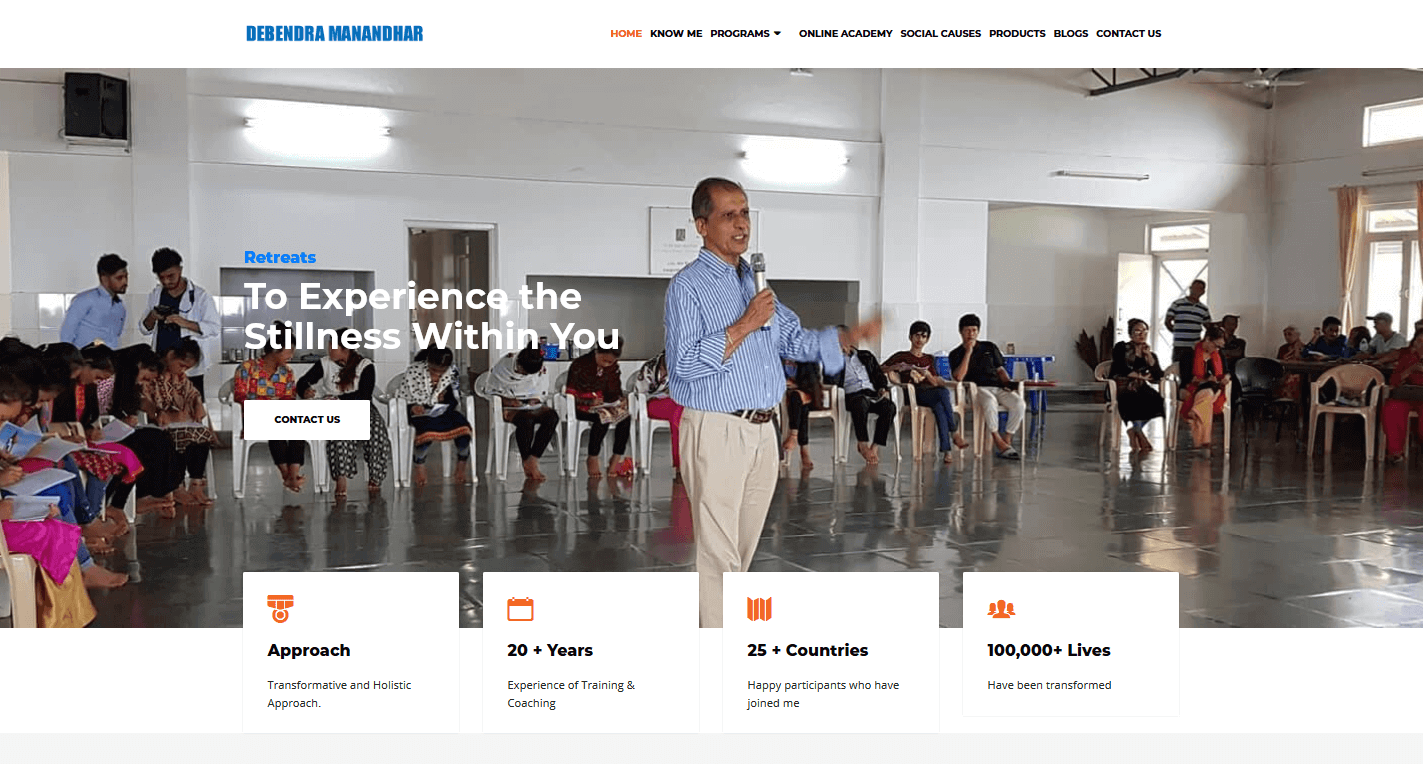 DEBENDRA MANANDHAR
HOME KNOW ME PROGRAMS ONLINE ACADEMY SOCIAL CAUSES PRODUCTS BLOGS CONTACT US
Retreats
To Experience the
Stillness Within You
CONTACT US
Approach
Transformative and Holistic
Approach.
20 + Years
Experience of Training &
Coaching
25 + Countries
Happy participants who have
joined me
100,000+ Lives
Have been transformed